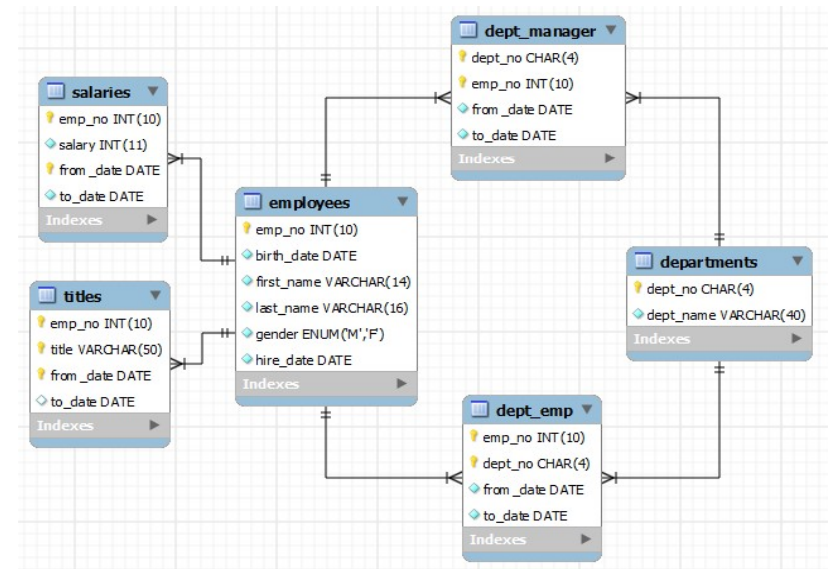 dept_manager
dept_no CHAR(4)
emp_no INT(10)
from_date DATE
to_date DATE
Indexes
salaries
emp_no INT(10)
salary INT(11)
from_date DATE
to_date DATE
Indexes
employees
emp_no INT(10)
birth_date DATE
first_name VARCHAR(14)
last_name VARCHAR(16)
gender ENUM('M','F')
hire_date DATE
Indexes
titles
emp_no INT(10)
title VARCHAR(50)
from_date DATE
to_date DATE
Indexes
departments
dept_no CHAR(4)
dept_name VARCHAR(40)
Indexes
dept_emp
emp_no INT(10)
dept_no CHAR(4)
from_date DATE
to_date DATE
Indexes